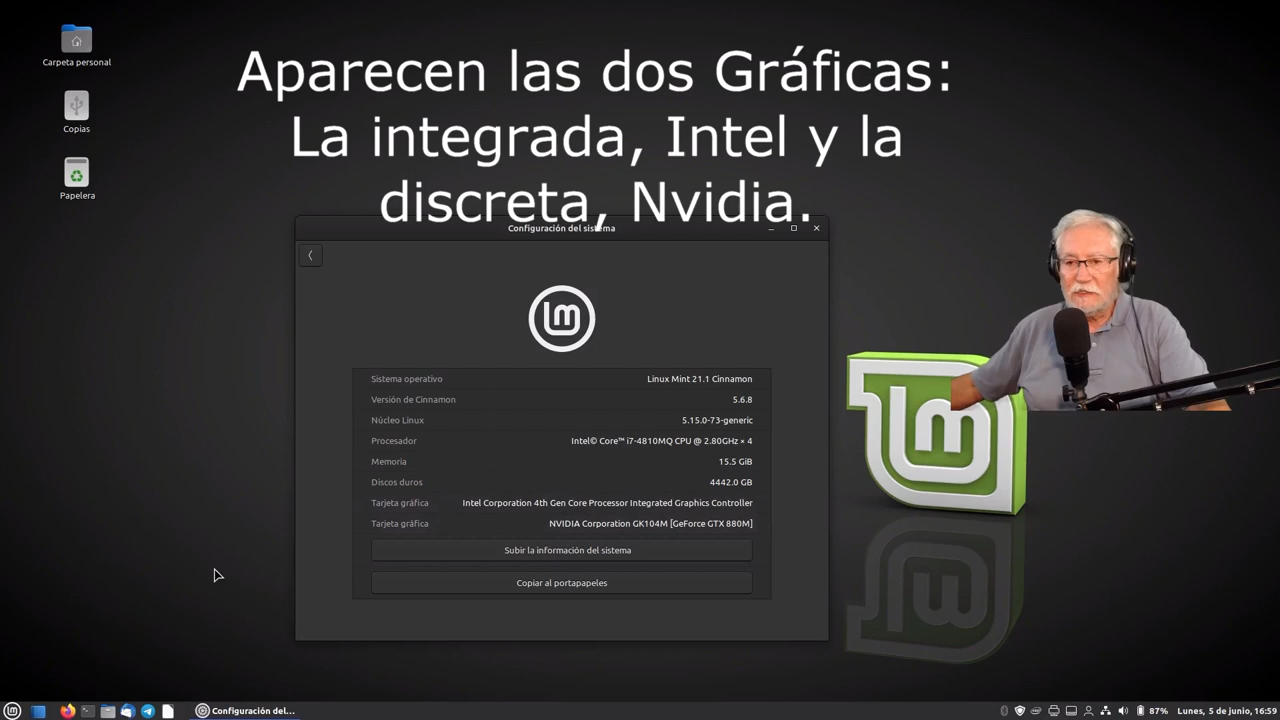 Carpeta personal
Copias
Papelera
Aparecen las dos Gráficas:
La integrada, Intel y la
discreta, Nvidia.
Configuración del sistema
Sistema operativo Linux Mint 21.1 Cinnamon
Versión de Cinnamon 5.6.8
Núcleo Linux 5.15.0-73-generic
Procesador Intel© Core™ i7-4810MQ CPU @ 2.80GHz × 4
Memoria 15.5 GiB
Discos duros 4442.0 GB
Tarjeta gráfica Intel Corporation 4th Gen Core Processor Integrated Graphics Controller
Tarjeta gráfica NVIDIA Corporation GK104M [GeForce GTX 880M]
Subir la información del sistema
Copiar al portapapeles
Configuración del...
87% Lunes, 5 de junio, 16:59